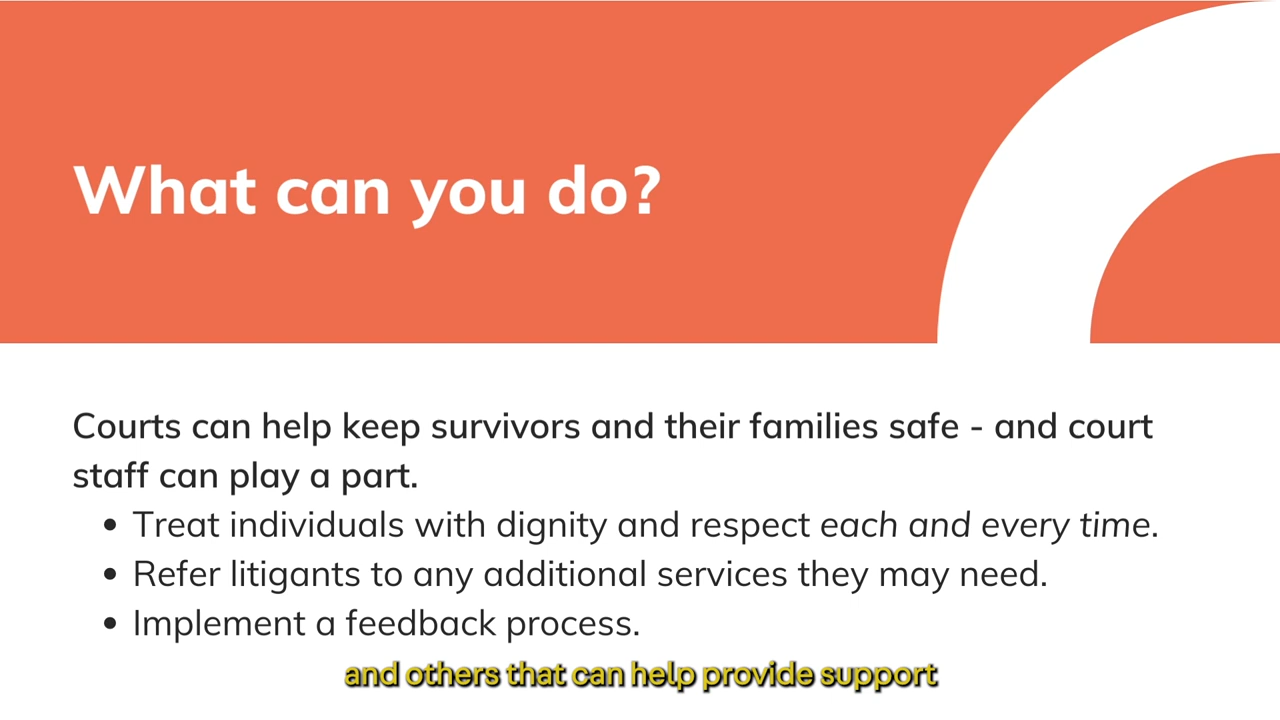 What can you do?
Courts can help keep survivors and their families safe - and court
staff can play a part.
• Treat individuals with dignity and respect each and every time.
• Refer litigants to any additional services they may need.
• Implement a feedback process.
and others that can help provide support